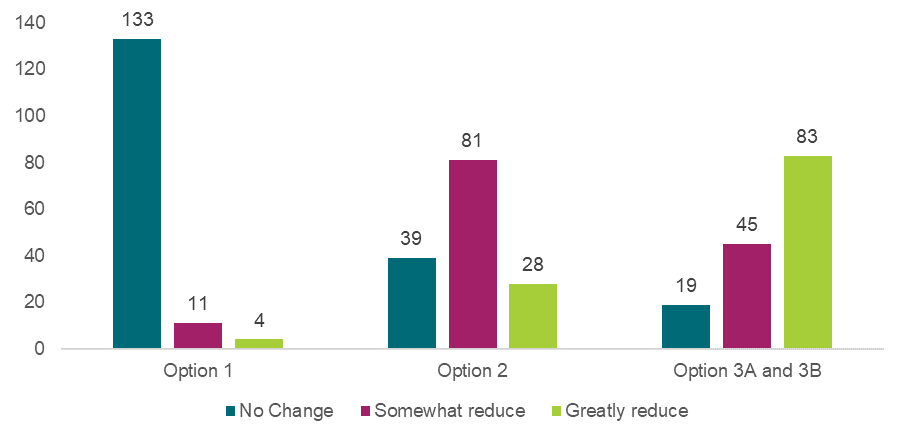 140
133
120
100
80
60
40
20
0
11
4
39
81
28
19
45
83
Option 1
Option 2
Option 3A and 3B
No Change
Somewhat reduce
Greatly reduce